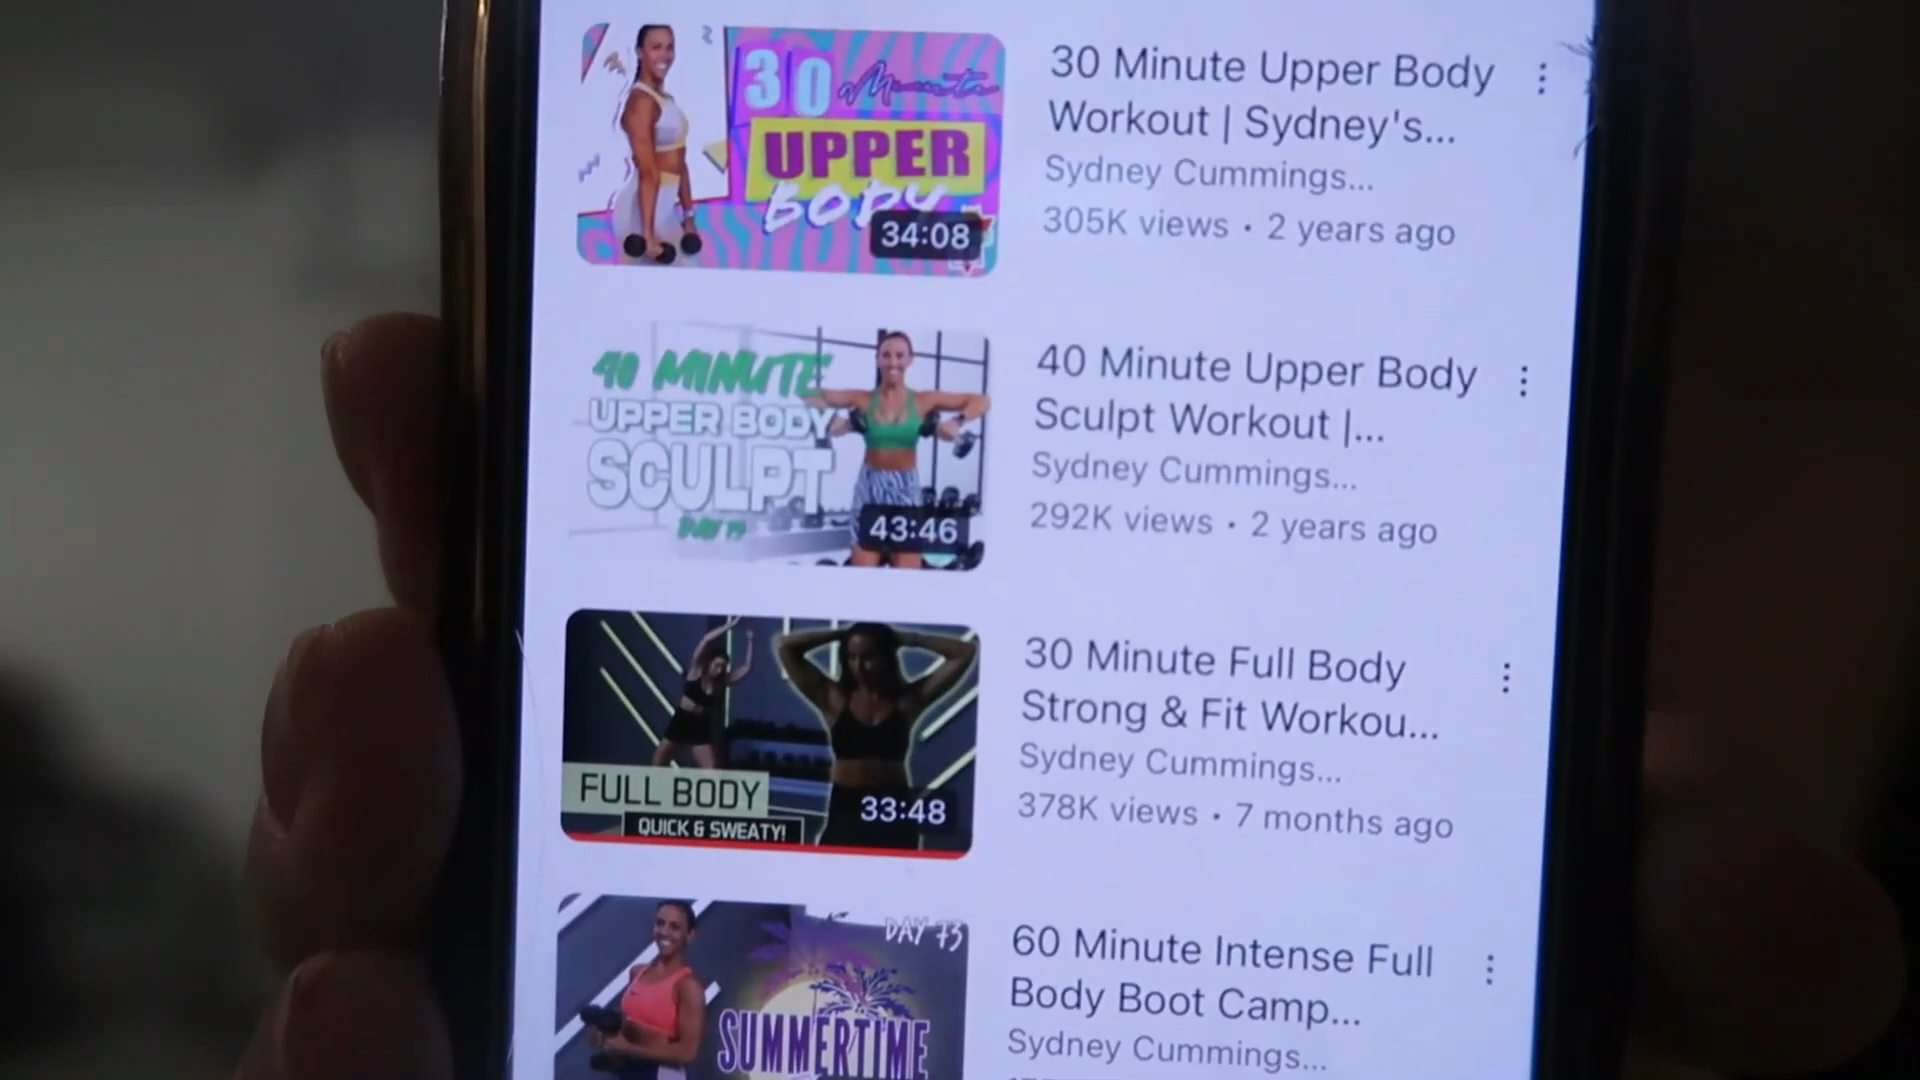 30 Minute
UPPER
BODY
34:08
30 Minute Upper Body
Workout | Sydney's...
Sydney Cummings...
305K views • 2 years ago
40 MINUTE
UPPER BODY
SCULPT
43:46
40 Minute Upper Body
Sculpt Workout |...
Sydney Cummings...
292K views • 2 years ago
FULL BODY
QUICK & SWEATY!
33:48
30 Minute Full Body
Strong & Fit Workou...
Sydney Cummings...
378K views • 7 months ago
DAY 73
SUMMERTIME
60 Minute Intense Full
Body Boot Camp...
Sydney Cummings...